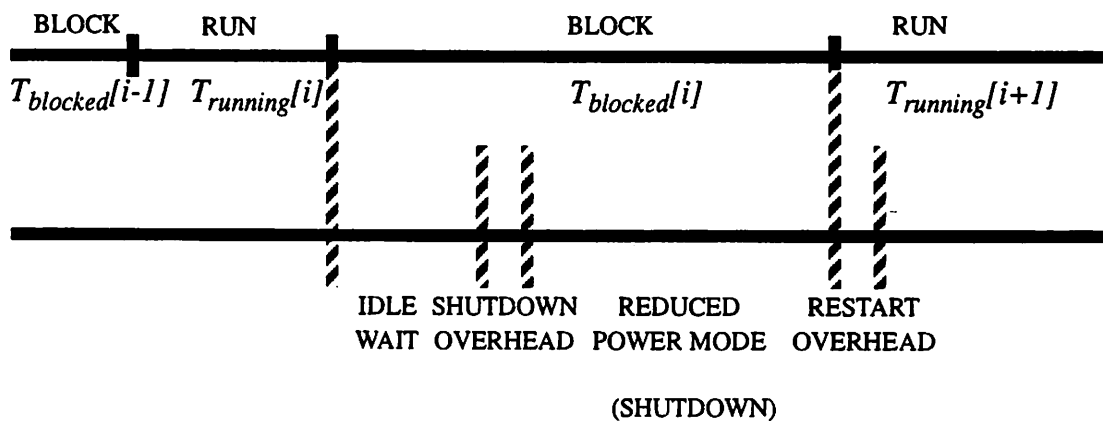 BLOCK RUN BLOCK RUN
T_blocked[i-1] T_running[i] T_blocked[i] T_running[i+1]
IDLE SHUTDOWN REDUCED RESTART
WAIT OVERHEAD POWER MODE OVERHEAD
(SHUTDOWN)